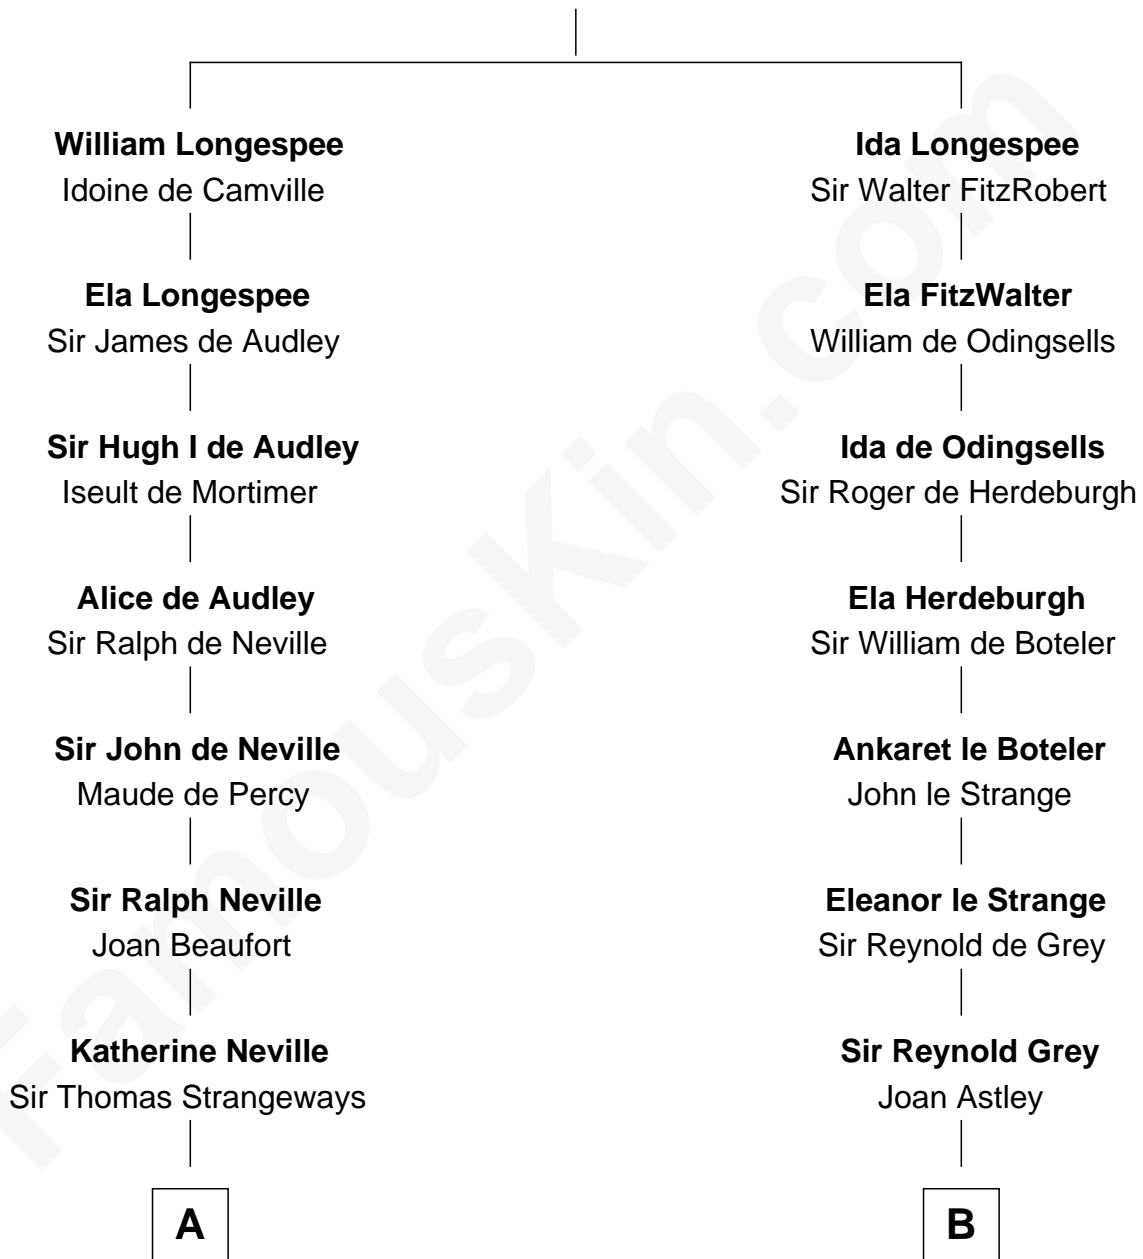 William Longespee
Idoine de Camville
Ida Longespee
Sir Walter FitzRobert
Ela Longespee
Sir James de Audley
Ela FitzWalter
William de Odingsells
Sir Hugh I de Audley
Iseult de Mortimer
Ida de Odingsells
Sir Roger de Herdeburgh
Alice de Audley
Sir Ralph de Neville
Ela Herdeburgh
Sir William de Boteler
Sir John de Neville
Maude de Percy
Ankaret le Boteler
John le Strange
Sir Ralph Neville
Joan Beaufort
Eleanor le Strange
Sir Reynold de Grey
Katherine Neville
Sir Thomas Strangeways
Sir Reynold Grey
Joan Astley
A
B
FamousKin.com